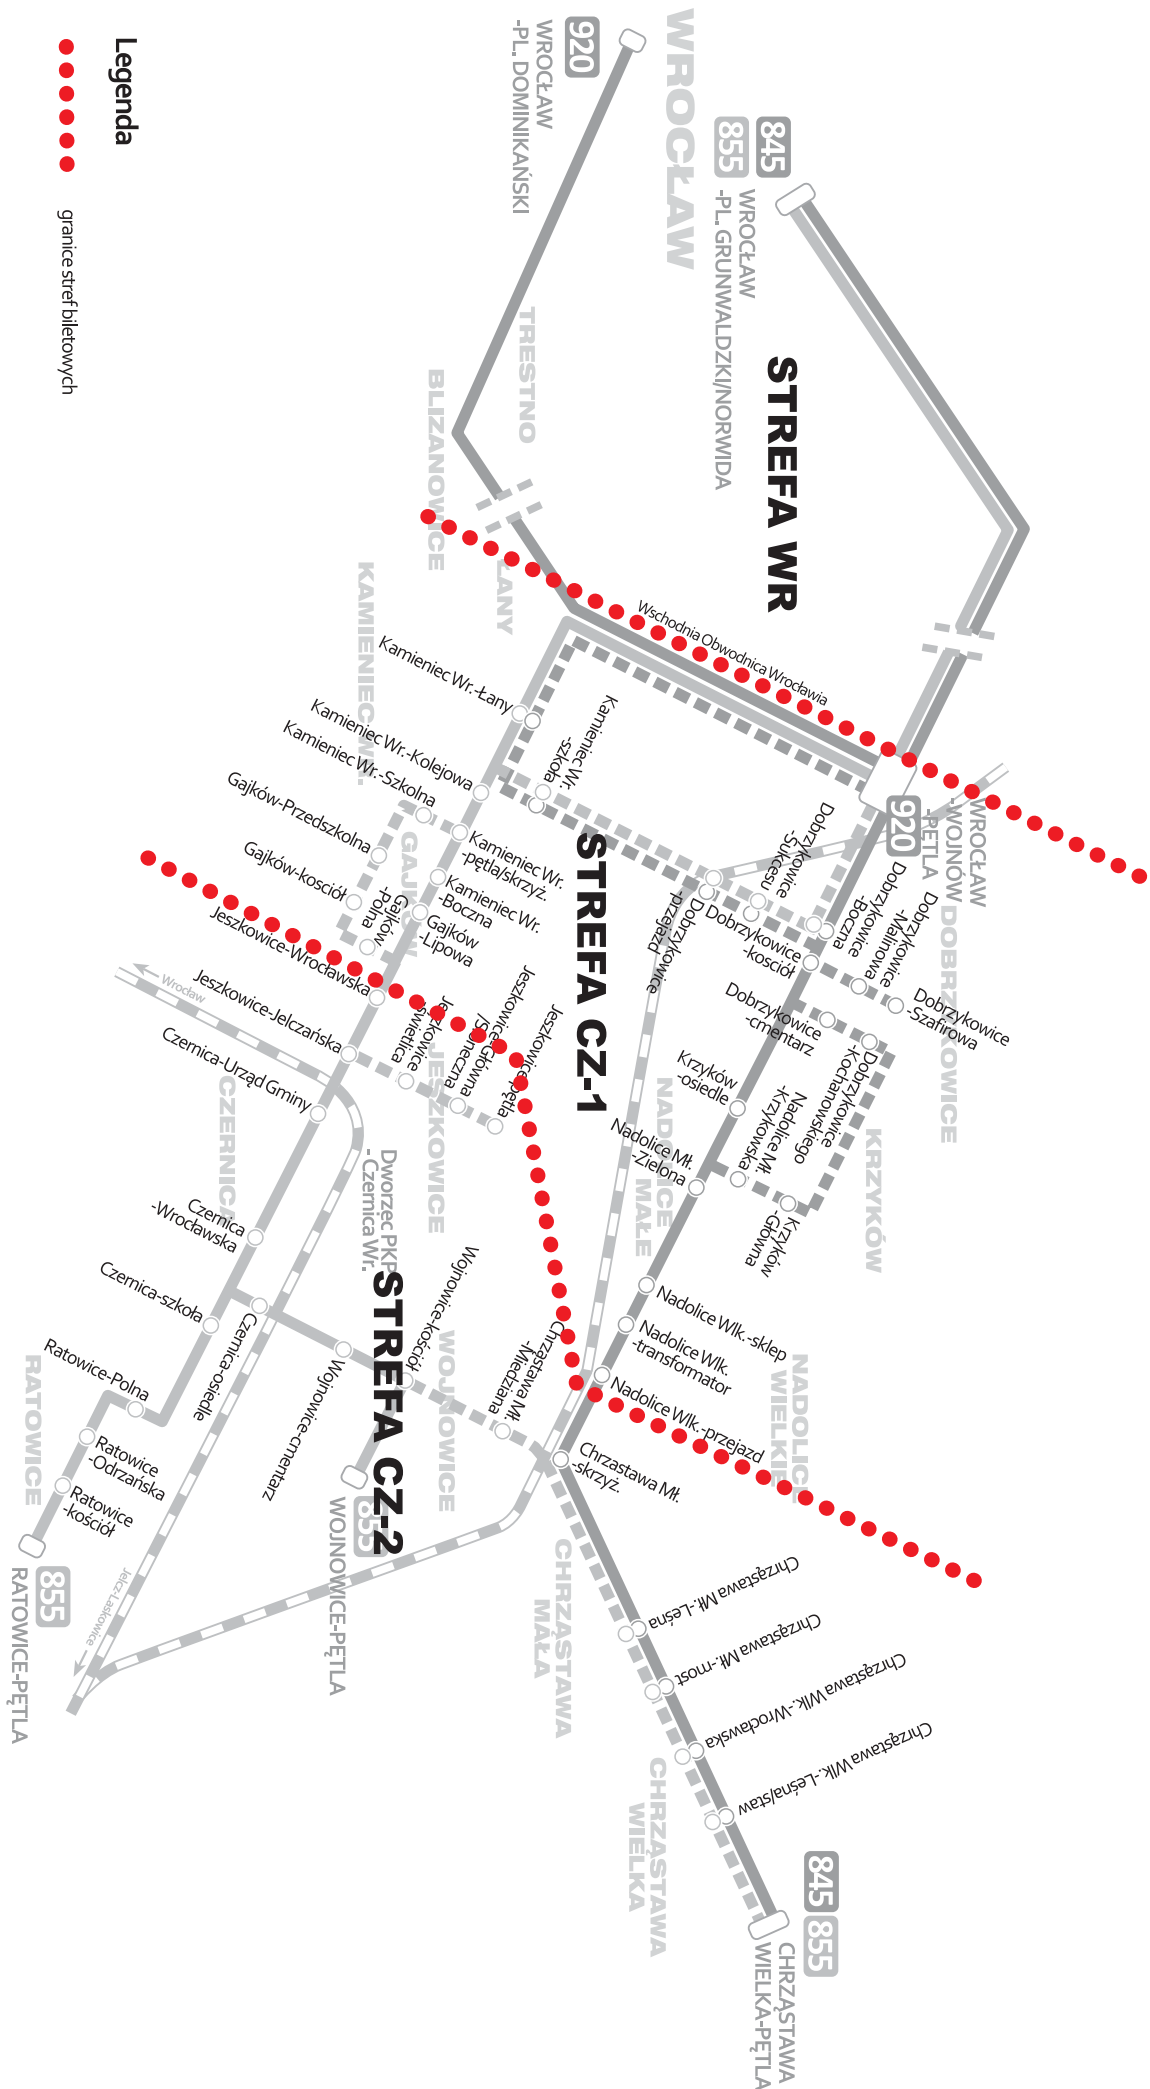 Legenda
granice stref biletowych
920
WROCŁAW
-PL. DOMINIKAŃSKI
WROCŁAW
845
855
WROCŁAW
-PL. GRUNWALDZKI/NORWIDA
STREFA WR
TRESTNO
BLIZANOWICE
ŁANY
KAMIENIEC WR.
Wschodnia Obwodnica Wrocławia
Kamieniec Wr.-Łany
Kamieniec Wr.-Kolejowa
Kamieniec Wr.-Szkolna
Kamieniec Wr.
-szkoła
Kamieniec Wr.
-pętla/skrzyż.
Kamieniec Wr.
-Boczna
Gajków
-Lipowa
Gajków-Przedszkolna
Gajków-kosciół
Gajków
-Polna
GAJKÓW
STREFA CZ-1
920
WROCŁAW
-WOJNÓW
-PĘTLA
DOBRZYKOWICE
Dobrzykowice
-Sukcesu
Dobrzykowice
-Boczna
Dobrzykowice
-Malinowa
Dobrzykowice
-Szafirowa
Dobrzykowice
-kosciół
Dobrzykowice
-przejazd
Dobrzykowice
-cmentarz
Dobrzykowice
-Kochanowskiego
Krzyków
-osiedle
Nadolice Mł.
-Krzykowska
Nadolice Mł.
-Zielona
Krzyków
-Główna
KRZYKÓW
NADOLICE
MAŁE
Jeszkowice-Wrocławska
Jeszkowice-Jelczańska
Jeszkowice
-Świetlica
Jeszkowice-Główna
/Słoneczna
Jeszkowice-pętla
JESZKOWICE
Wrocław
Czernica-Urząd Gminy
CZERNICA
Dworzec PKP
-Czernica Wr.
Czernica
-Wrocławska
Czernica-szkoła
Czernica-osiedle
STREFA CZ-2
Wojnowice-kościół
Wojnowice-cmentarz
WOJNOWICE
855
WOJNOWICE-PĘTLA
Nadolice Wlk.-sklep
Nadolice Wlk.
-transformator
Nadolice Wlk.-przejazd
NADOLICE
WIELKIE
Chrząstawa Mł.
-Miedziana
Chrzastawa Mł.
-skrzyż.
Ratowice-Polna
Ratowice
-Odrzańska
Ratowice
-kościół
RATOWICE
855
RATOWICE-PĘTLA
Jelcz-Laskowice
CHRZĄSTAWA
MAŁA
Chrząstawa Mł.-Leśna
Chrząstawa Mł.-most
Chrząstawa Wlk.-Wrocławska
Chrząstawa Wlk.-Leśna/staw
CHRZĄSTAWA
WIELKA
845
855
CHRZĄSTAWA
WIELKA-PĘTLA